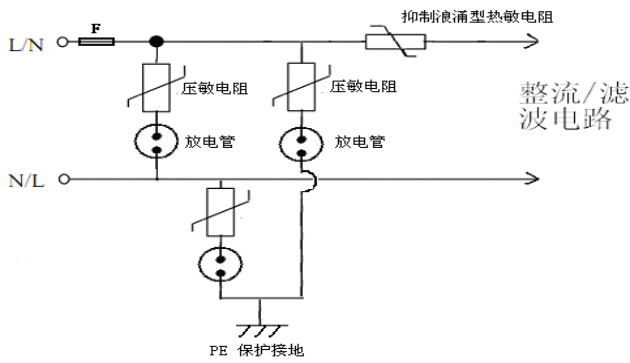 抑制浪涌型热敏电阻
F
L/N
压敏电阻
压敏电阻
整流/滤
波电路
放电管
放电管
N/L
PE 保护接地